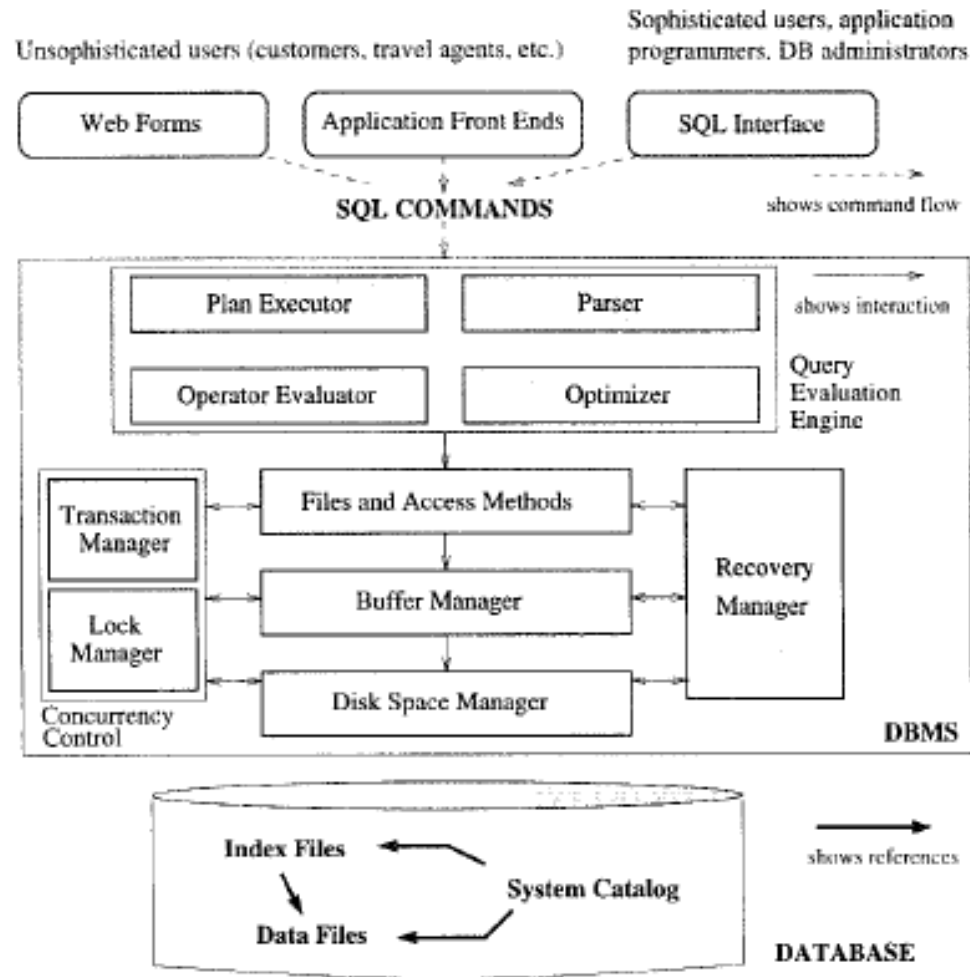 Sophisticated users, application
Unsophisticated users (customers, travel agents, etc.)
programmers, DB administrators
Web Forms
Application Front Ends
SQL Interface
SQL COMMANDS
shows command flow
Plan Executor
Parser
shows interaction
Operator Evaluator
Optimizer
Query
Evaluation
Engine
Files and Access Methods
Transaction
Manager
Buffer Manager
Recovery
Manager
Lock
Manager
Disk Space Manager
Concurrency
Control
DBMS
Index Files
shows references
System Catalog
Data Files
DATABASE